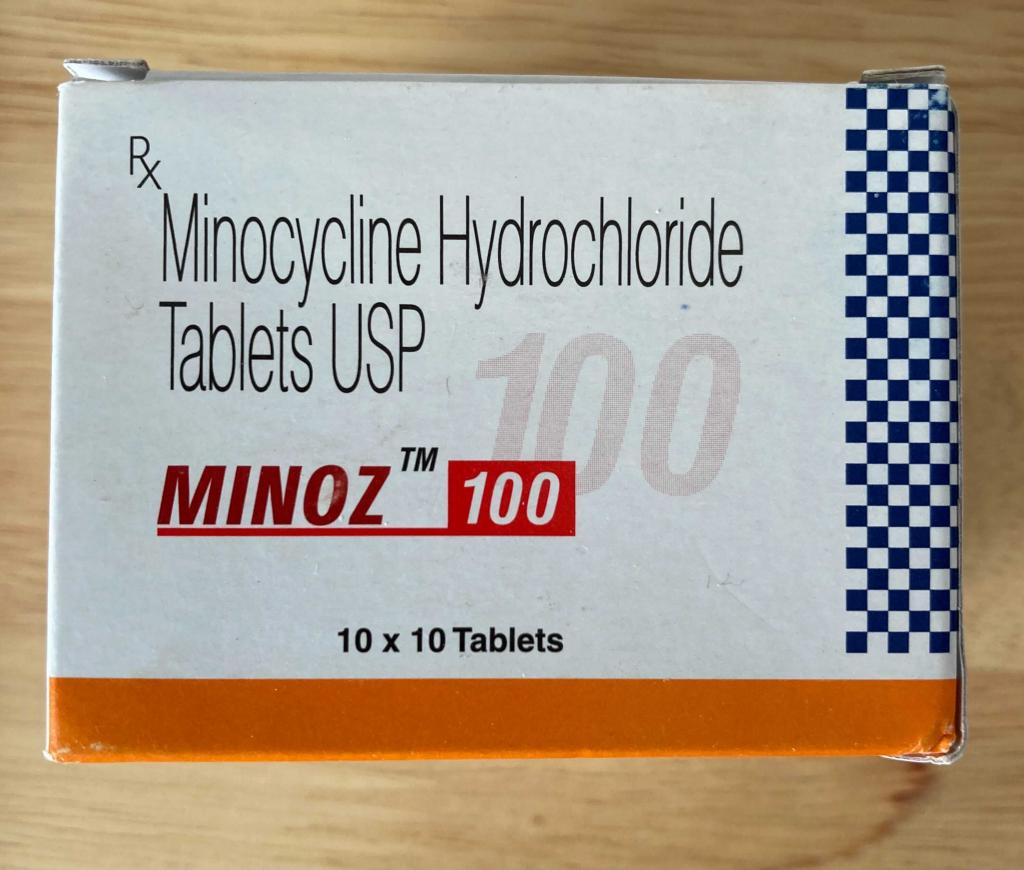 Rx
Minocycline Hydrochloride
Tablets USP
100
MINOZ™ 100
10 x 10 Tablets